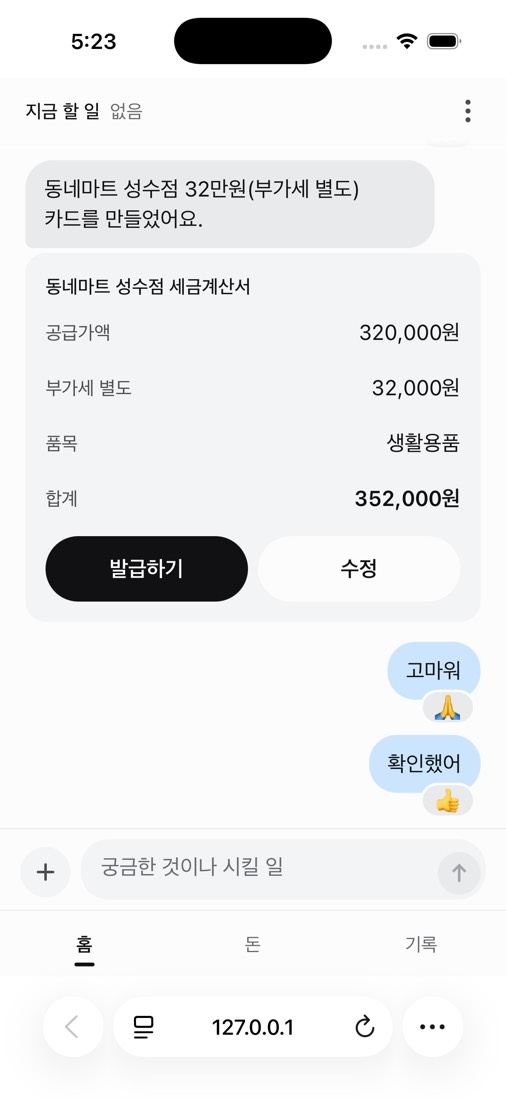 5:23
지금 할 일 없음
동네마트 성수점 32만원(부가세 별도)
카드를 만들었어요.
동네마트 성수점 세금계산서
공급가액 320,000원
부가세 별도 32,000원
품목 생활용품
합계 352,000원
발급하기 수정
고마워
🙏
확인했어
👍
궁금한 것이나 시킬 일
홈 돈 기록
127.0.0.1